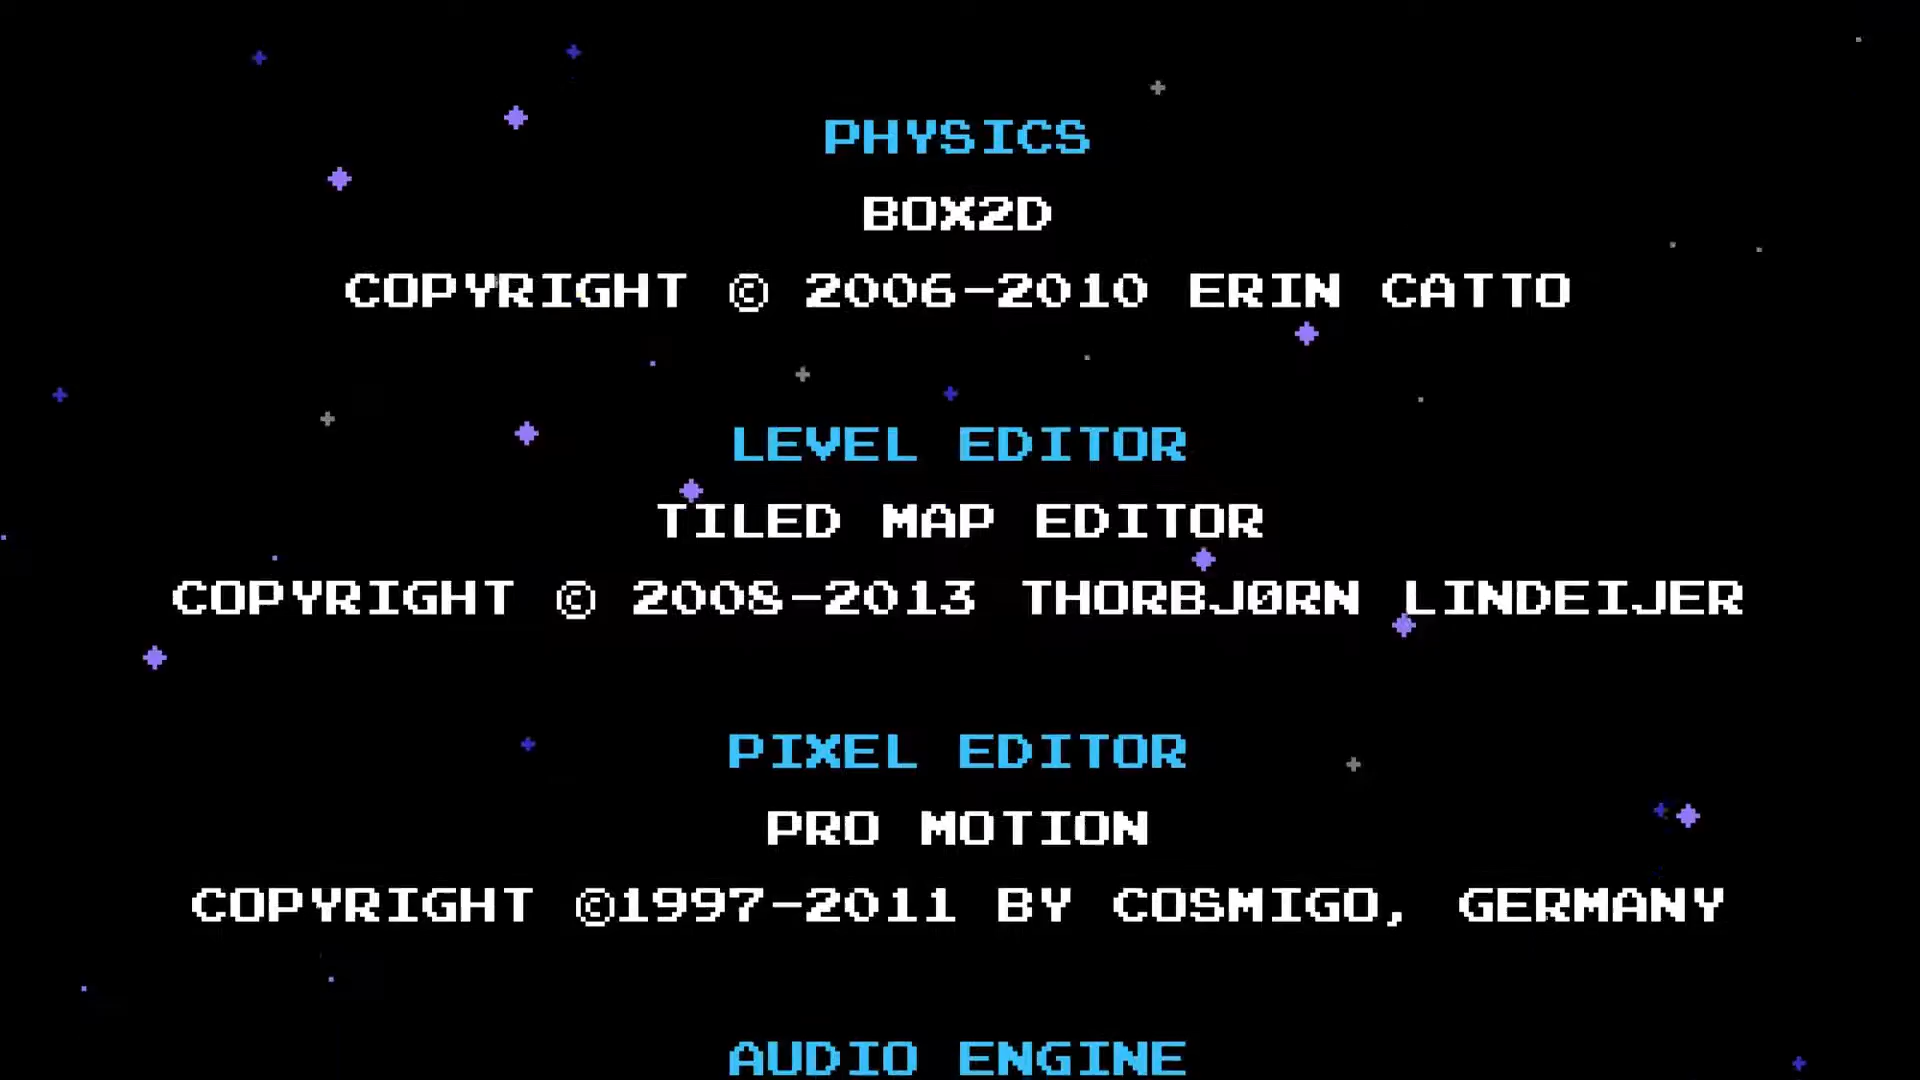 PHYSICS
BOX2D
COPYRIGHT © 2006-2010 ERIN CATTO
LEVEL EDITOR
TILED MAP EDITOR
COPYRIGHT © 2008-2013 THORBJØRN LINDEIJER
PIXEL EDITOR
PRO MOTION
COPYRIGHT ©1997-2011 BY COSMIGO, GERMANY
AUDIO ENGINE